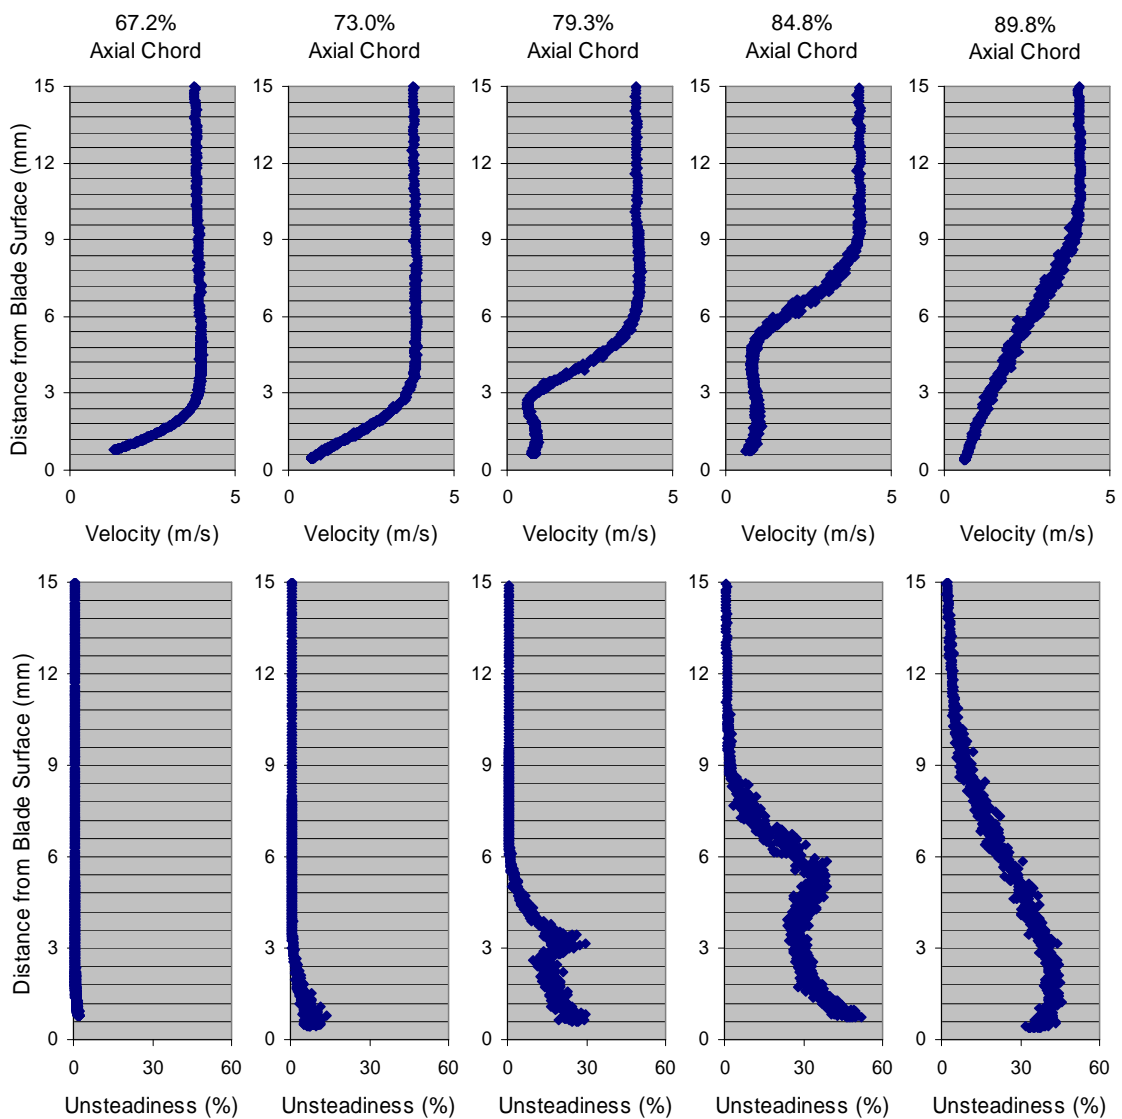 67.2% 73.0% 79.3% 84.8% 89.8%
Axial Chord Axial Chord Axial Chord Axial Chord Axial Chord
Distance from Blade Surface (mm)
15 15 15 15 15
12 12 12 12 12
9 9 9 9 9
6 6 6 6 6
3 3 3 3 3
0 0 0 0 0
0 5 0 5 0 5 0 5 0 5
Velocity (m/s) Velocity (m/s) Velocity (m/s) Velocity (m/s) Velocity (m/s)
Distance from Blade Surface (mm)
15 15 15 15 15
12 12 12 12 12
9 9 9 9 9
6 6 6 6 6
3 3 3 3 3
0 0 0 0 0
0 30 60 0 30 60 0 30 60 0 30 60 0 30 60
Unsteadiness (%) Unsteadiness (%) Unsteadiness (%) Unsteadiness (%) Unsteadiness (%)